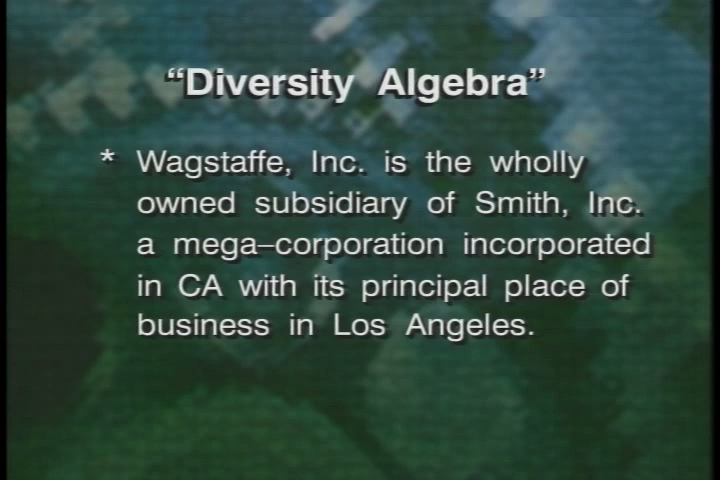 “Diversity Algebra”
* Wagstaffe, Inc. is the wholly
owned subsidiary of Smith, Inc.
a mega–corporation incorporated
in CA with its principal place of
business in Los Angeles.